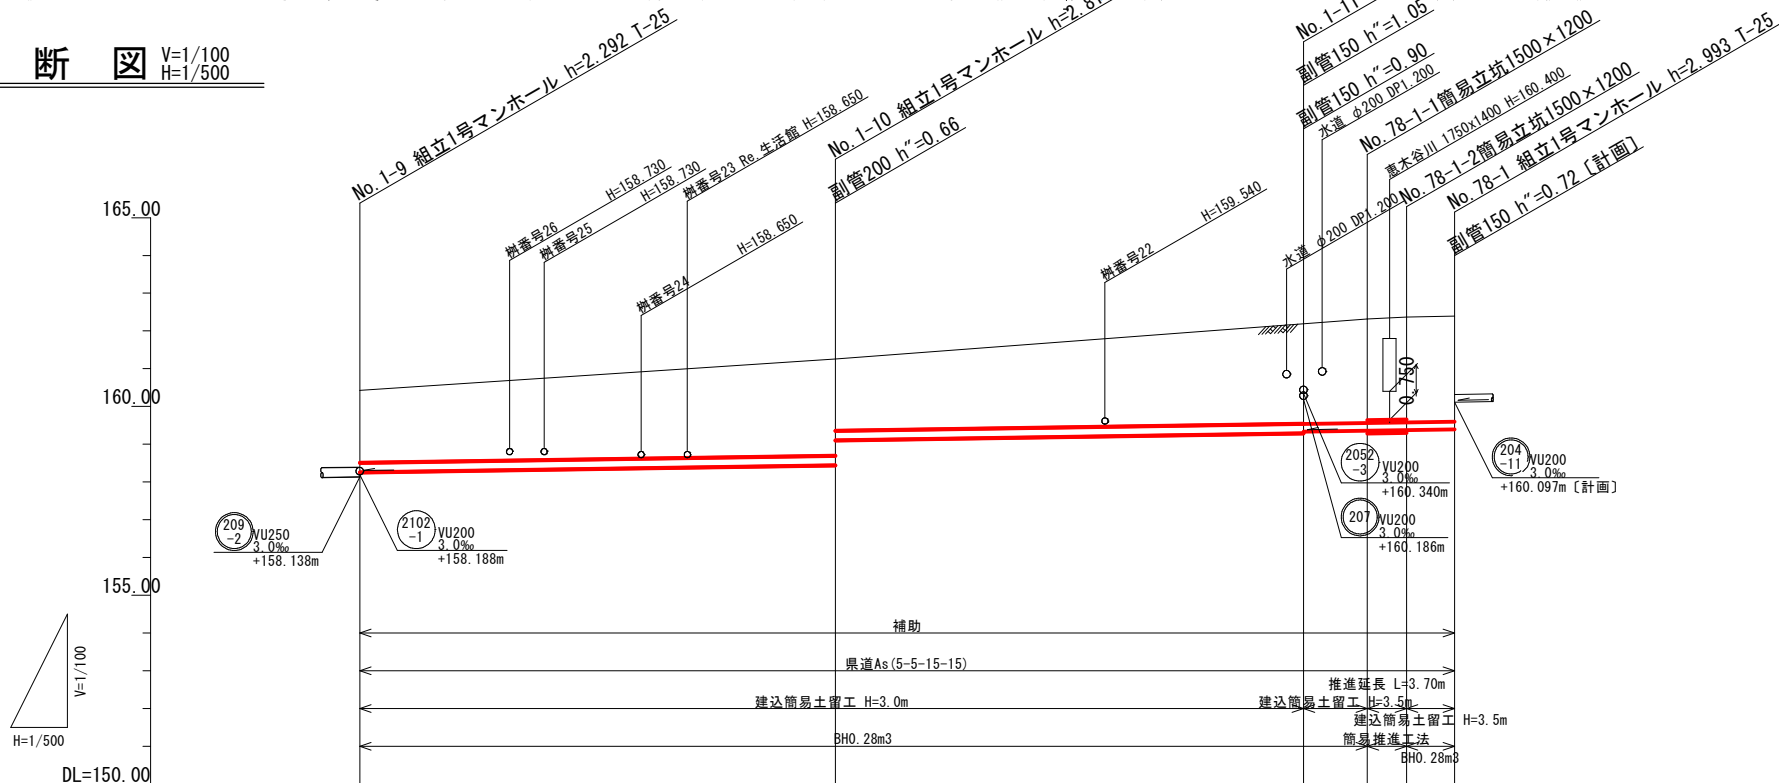 断 図 V=1/100
H=1/500
No.1-9 組立1号マンホール h=2.292 T-25
桝番号26 H=158.730
桝番号25 H=158.730
桝番号24 H=158.650
桝番号23 Re.生活館 H=158.650
No.1-10 組立1号マンホール
副管200 h"=0.66
桝番号22 H=159.540
水道 φ200 DP1.200
No.1-11
副管150 h"=1.05
副管150 h"=0.90
水道 φ200 DP1.200
No.78-1-1簡易立坑1500×1200
恵木谷川 1750x1400 H=160.400
No.78-1-2簡易立坑1500×1200
No.78-1 組立1号マンホール h=2.993 T-25
副管150 h"=0.72〔計画〕
165.00
160.00
155.00
DL=150.00
0.750
209
-2
VU250
3.0‰
+158.138m
2102
-1
VU200
3.0‰
+158.188m
2052
-3
VU200
3.0‰
+160.340m
207
VU200
3.0‰
+160.186m
204
-11
VU200
3.0‰
+160.097m〔計画〕
補助
県道As(5-5-15-15)
推進延長 L=3.70m
建込簡易土留工 H=3.0m
建込簡易土留工 H=3.5m
建込簡易土留工 H=3.5m
BH0.28m3
簡易推進工法
BH0.28m3
V=1/100
H=1/500